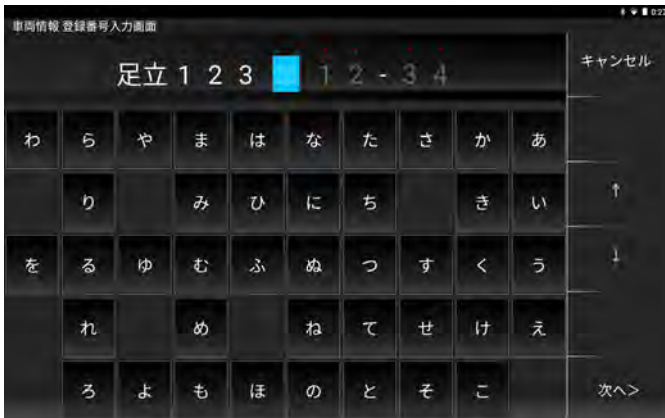 0:27
車両情報 登録番号入力画面
足立 1 2 3 1 2 - 3 4
キャンセル
わ ら や ま は な た さ か あ
り み ひ に ち き い
↑
を る ゆ む ふ ぬ つ す く う
↓
れ め ね て せ け え
ろ よ も ほ の と そ こ
次へ>